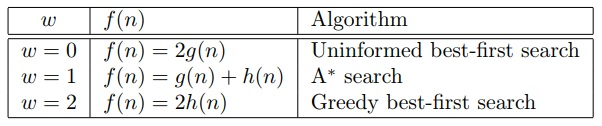 w f(n) Algorithm
w = 0 f(n) = 2g(n) Uninformed best-first search
w = 1 f(n) = g(n) + h(n) A* search
w = 2 f(n) = 2h(n) Greedy best-first search